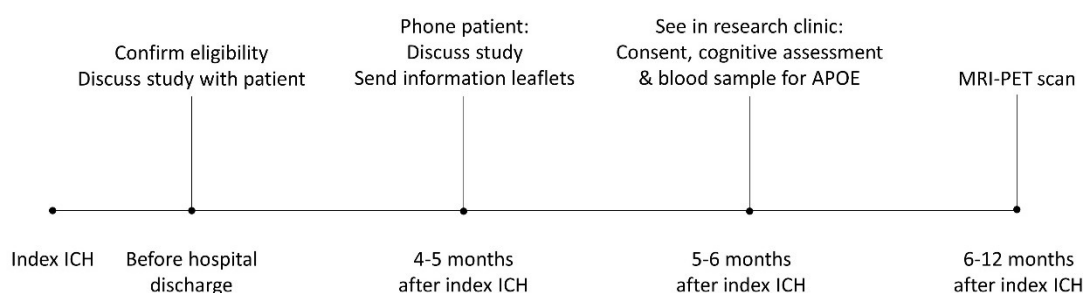 Confirm eligibility
Discuss study with patient
Phone patient:
Discuss study
Send information leaflets
See in research clinic:
Consent, cognitive assessment
& blood sample for APOE
MRI-PET scan
Index ICH
Before hospital
discharge
4-5 months
after index ICH
5-6 months
after index ICH
6-12 months
after index ICH